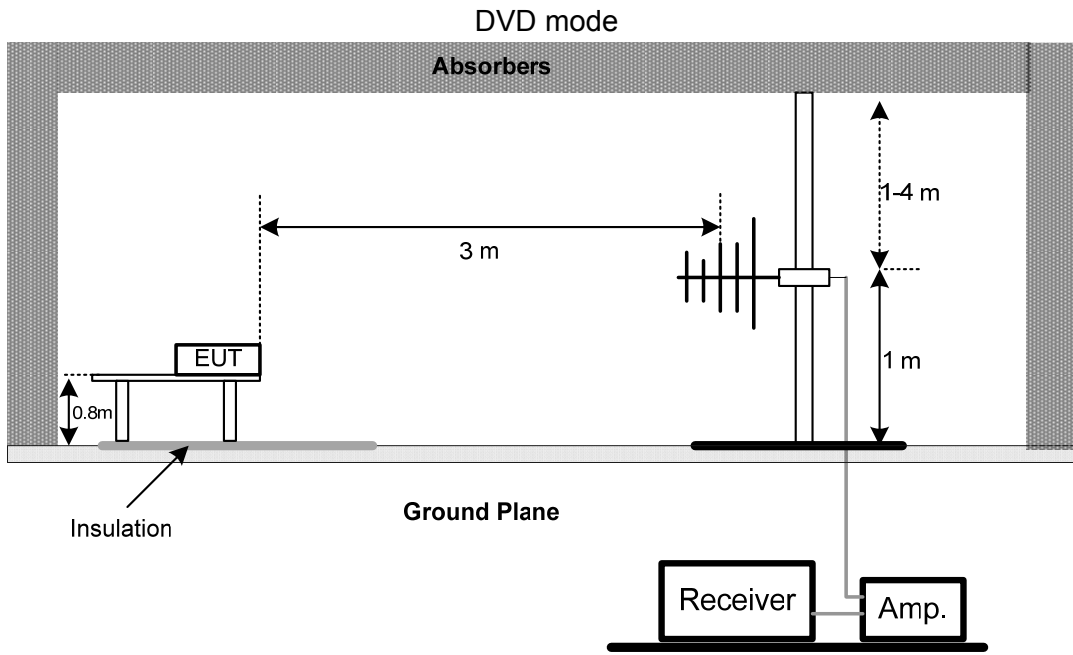 DVD mode
Absorbers
1-4 m
3 m
EUT
1 m
0.8m
Insulation
Ground Plane
Receiver
Amp.